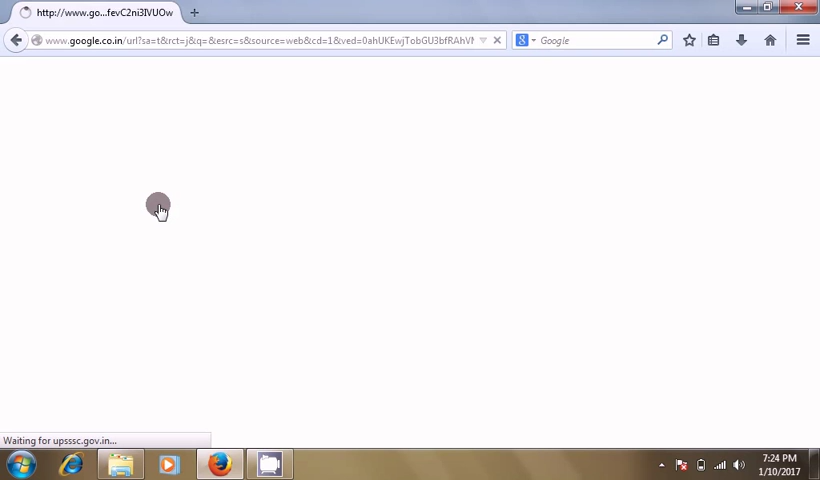 http://www.go...fevC2ni3IVUOw
www.google.co.in/url?sa=t&rct=j&q=&esrc=s&source=web&cd=1&ved=0ahUKEwjTobGU3bfRAhVM
Google
Waiting for upsssc.gov.in...
7:24 PM
1/10/2017